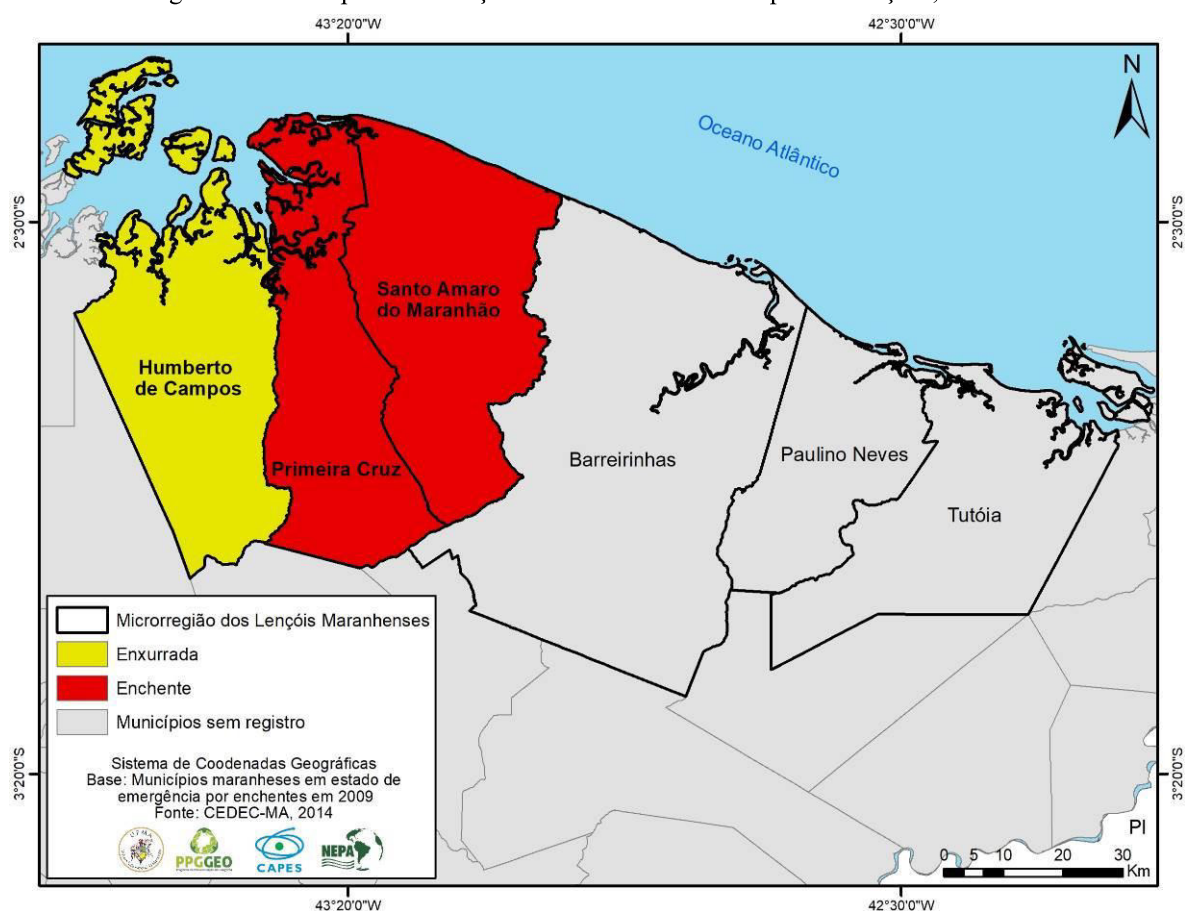 43°20'0"W
42°30'0"W
N
Oceano Atlântico
2°30'0"S
2°30'0"S
Santo Amaro
do Maranhão
Humberto
de Campos
Primeira Cruz
Barreirinhas
Paulino Neves
Tutóia
Microrregião dos Lençóis Maranhenses
Enxurrada
Enchente
Municípios sem registro
Sistema de Coodenadas Geográficas
Base: Municípios maranheses em estado de
emergência por enchentes em 2009
Fonte: CEDEC-MA, 2014
PPGGEO
CAPES
NEPA
3°20'0"S
3°20'0"S
PI
0 5 10 20 30
Km
43°20'0"W
42°30'0"W